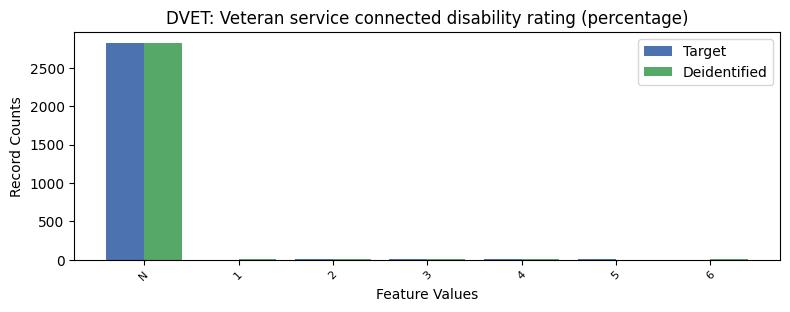 DVET: Veteran service connected disability rating (percentage)
Target
Deidentified
Record Counts
2500
2000
1500
1000
500
0
N 1 2 3 4 5 6
Feature Values